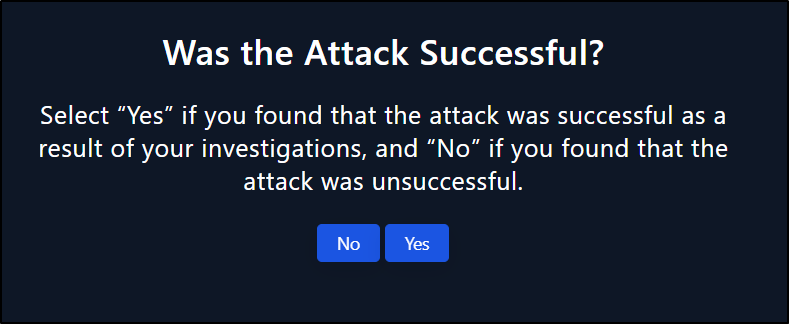 Was the Attack Successful?
Select “Yes” if you found that the attack was successful as a
result of your investigations, and “No” if you found that the
attack was unsuccessful.
No Yes